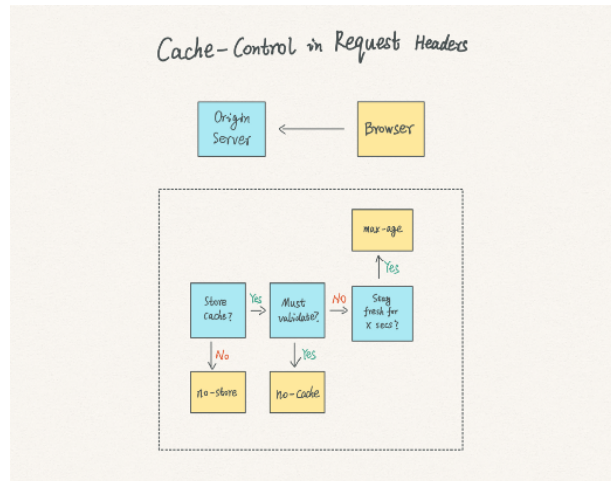 Cache-Control in Request Headers
Origin
Server
Browser
max-age
Yes
Store
cache?
Yes
Must
validate?
NO
Stay
fresh for
X secs?
No
Yes
no-store
no-cache